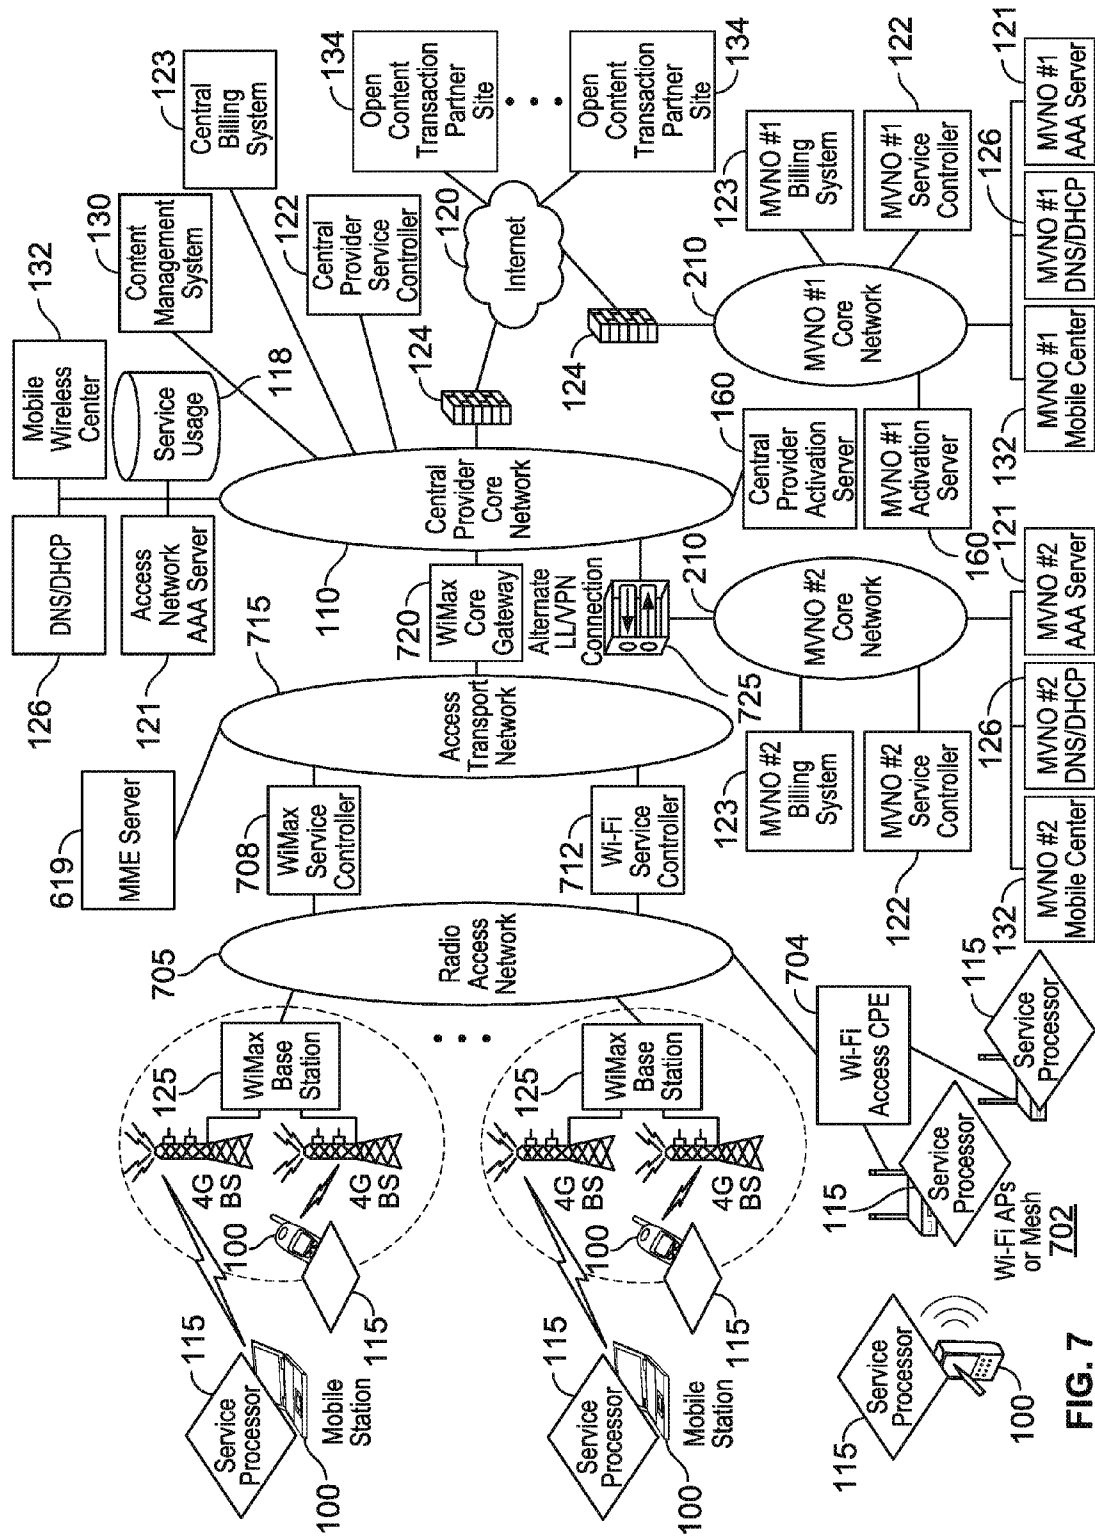 123
Central
Billing
System
130
Content
Management
System
132
Mobile
Wireless
Center
Service
Usage
118
DNS/DHCP
126
Access
Network
AAA Server
121
122
Central
Provider
Service
Controller
134
Open
Content
Transaction
Partner
Site
Open
Content
Transaction
Partner
Site
134
120
Internet
124
124
619
MME Server
715
Access
Transport
Network
720
WiMax
Core
Gateway
110
Central
Provider
Core
Network
Alternate
LL/VPN
Connection
725
705
Radio
Access
Network
708
WiMax
Service
Controller
712
Wi-Fi
Service
Controller
160
Central
Provider
Activation
Server
210
MVNO #1
Core
Network
123
MVNO #1
Billing
System
MVNO #1
Service
Controller
122
MVNO #1
Activation
Server
160
132
MVNO #1
Mobile Center
126
MVNO #1
DNS/DHCP
MVNO #1
AAA Server
121
210
MVNO #2
Core
Network
123
MVNO #2
Billing
System
MVNO #2
Service
Controller
122
132
MVNO #2
Mobile Center
126
MVNO #2
DNS/DHCP
MVNO #2
AAA Server
121
125
WiMax
Base
Station
4G
BS
4G
BS
100
115
115
Service
Processor
Mobile
Station
100
125
WiMax
Base
Station
4G
BS
4G
BS
100
115
115
Service
Processor
Mobile
Station
100
704
Wi-Fi
Access CPE
115
Service
Processor
115
Service
Processor
Wi-Fi APs
or Mesh
702
115
Service
Processor
100
FIG. 7